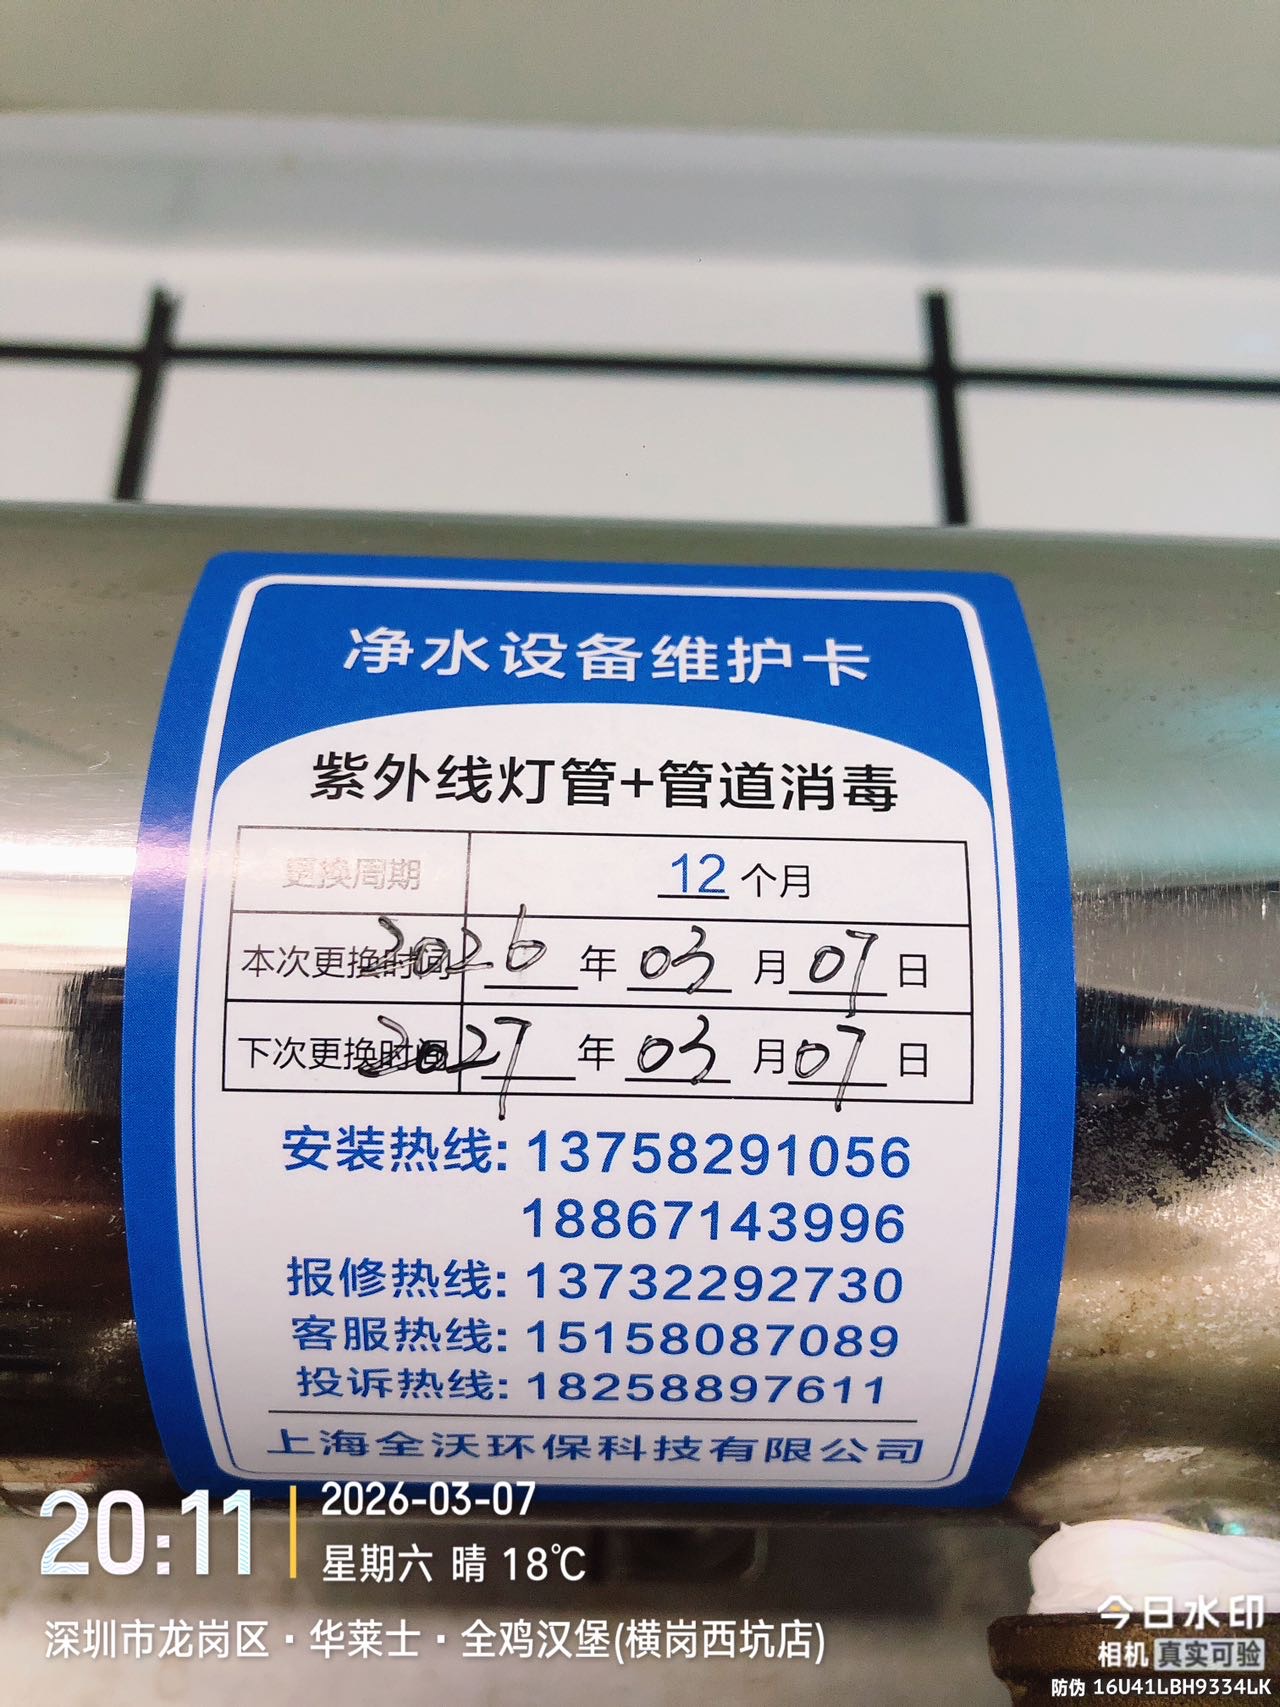 净水设备维护卡
紫外线灯管+管道消毒
更换周期 12 个月
本次更换时间 2026 年 03 月 07 日
下次更换时间 2027 年 03 月 07 日
安装热线: 13758291056
18867143996
报修热线: 13732292730
客服热线: 15158087089
投诉热线: 18258897611
上海全沃环保科技有限公司
20:11 2026-03-07
星期六 晴 18℃
深圳市龙岗区·华莱士·全鸡汉堡(横岗西坑店)
今日水印
相机 真实可验
防伪 16U41LBH9334LK